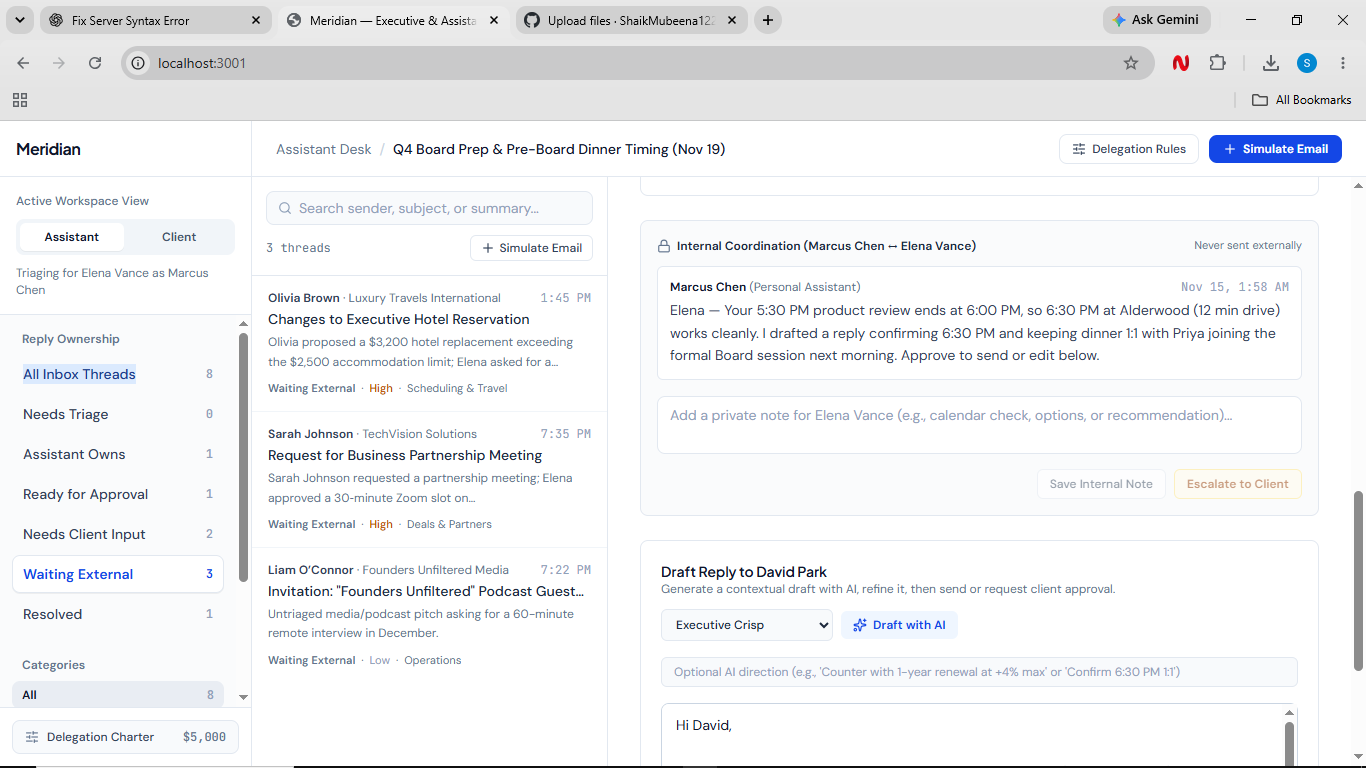 Fix Server Syntax Error
Meridian — Executive & Assista
Upload files · ShaikMubeena122
Ask Gemini
localhost:3001
S
All Bookmarks
Meridian
Assistant Desk / Q4 Board Prep & Pre-Board Dinner Timing (Nov 19)
Delegation Rules
+ Simulate Email
Active Workspace View
Assistant
Client
Triaging for Elena Vance as Marcus
Chen
Reply Ownership
All Inbox Threads 8
Needs Triage 0
Assistant Owns 1
Ready for Approval 1
Needs Client Input 2
Waiting External 3
Resolved 1
Categories
All 8
Delegation Charter $5,000
Search sender, subject, or summary...
3 threads
+ Simulate Email
Olivia Brown · Luxury Travels International 1:45 PM
Changes to Executive Hotel Reservation
Olivia proposed a $3,200 hotel replacement exceeding
the $2,500 accommodation limit; Elena asked for a...
Waiting External · High · Scheduling & Travel
Sarah Johnson · TechVision Solutions 7:35 PM
Request for Business Partnership Meeting
Sarah Johnson requested a partnership meeting; Elena
approved a 30-minute Zoom slot on...
Waiting External · High · Deals & Partners
Liam O’Connor · Founders Unfiltered Media 7:22 PM
Invitation: "Founders Unfiltered" Podcast Guest...
Untriaged media/podcast pitch asking for a 60-minute
remote interview in December.
Waiting External · Low · Operations
Internal Coordination (Marcus Chen ↔ Elena Vance)
Never sent externally
Marcus Chen (Personal Assistant) Nov 15, 1:58 AM
Elena — Your 5:30 PM product review ends at 6:00 PM, so 6:30 PM at Alderwood (12 min drive)
works cleanly. I drafted a reply confirming 6:30 PM and keeping dinner 1:1 with Priya joining the
formal Board session next morning. Approve to send or edit below.
Add a private note for Elena Vance (e.g., calendar check, options, or recommendation)...
Save Internal Note
Escalate to Client
Draft Reply to David Park
Generate a contextual draft with AI, refine it, then send or request client approval.
Executive Crisp
Draft with AI
Optional AI direction (e.g., 'Counter with 1-year renewal at +4% max' or 'Confirm 6:30 PM 1:1')
Hi David,